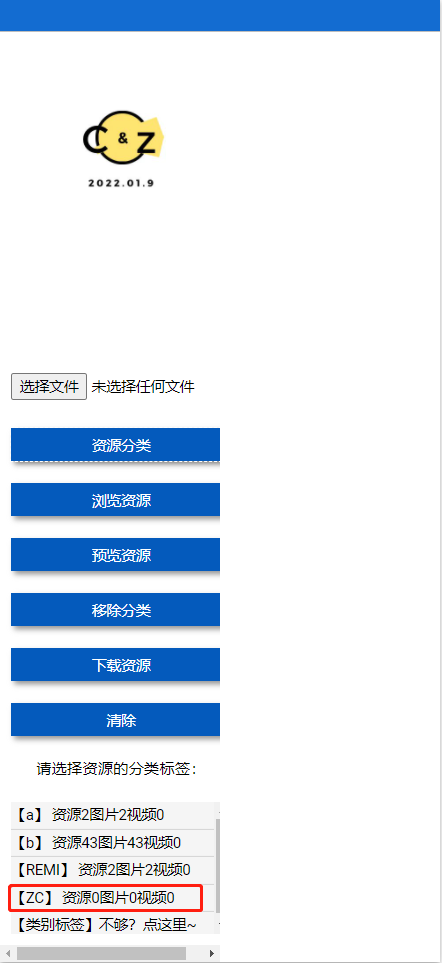 C & Z
2022.01.9
选择文件 未选择任何文件
资源分类
浏览资源
预览资源
移除分类
下载资源
清除
请选择资源的分类标签：
【a】 资源2图片2视频0
【b】 资源43图片43视频0
【REMI】 资源2图片2视频0
【ZC】 资源0图片0视频0
【类别标签】不够？点这里~